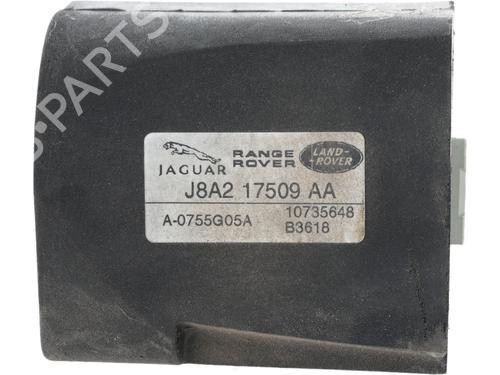 B-PARTS
JAGUAR
RANGE ROVER
LAND-ROVER
J8A2 17509 AA
A-0755G05A
10735648
B3618